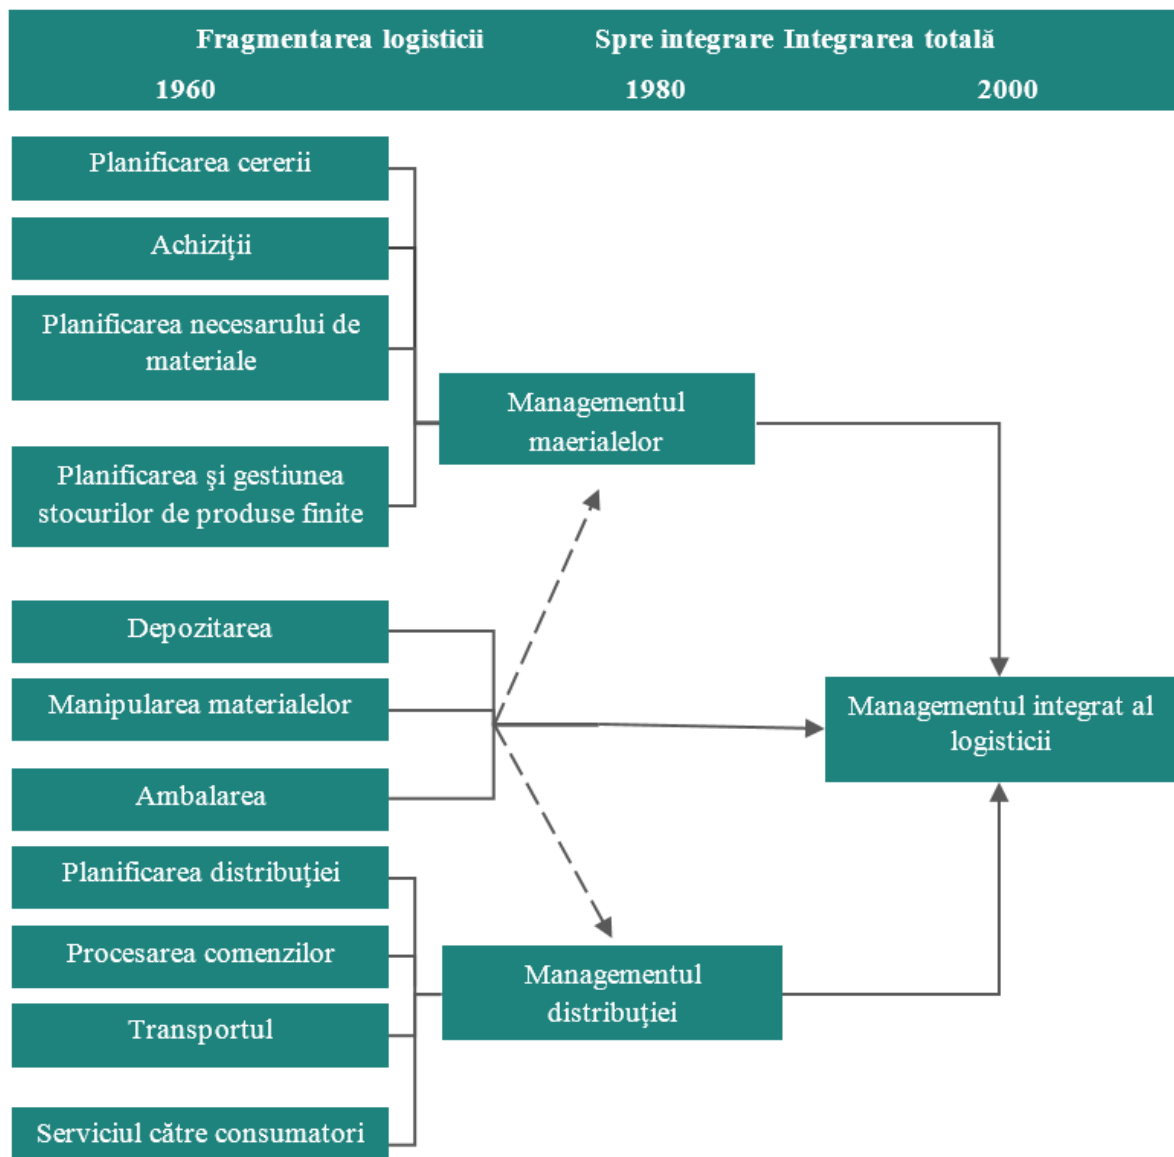 Fragmentarea logisticii Spre integrare Integrarea totală
1960 1980 2000
Planificarea cererii
Achiziţii
Planificarea necesarului de
materiale
Managementul
maerialelor
Planificarea şi gestiunea
stocurilor de produse finite
Depozitarea
Manipularea materialelor
Managementul integrat al
logisticii
Ambalarea
Planificarea distribuţiei
Procesarea comenzilor
Managementul
distribuţiei
Transportul
Serviciul către consumatori